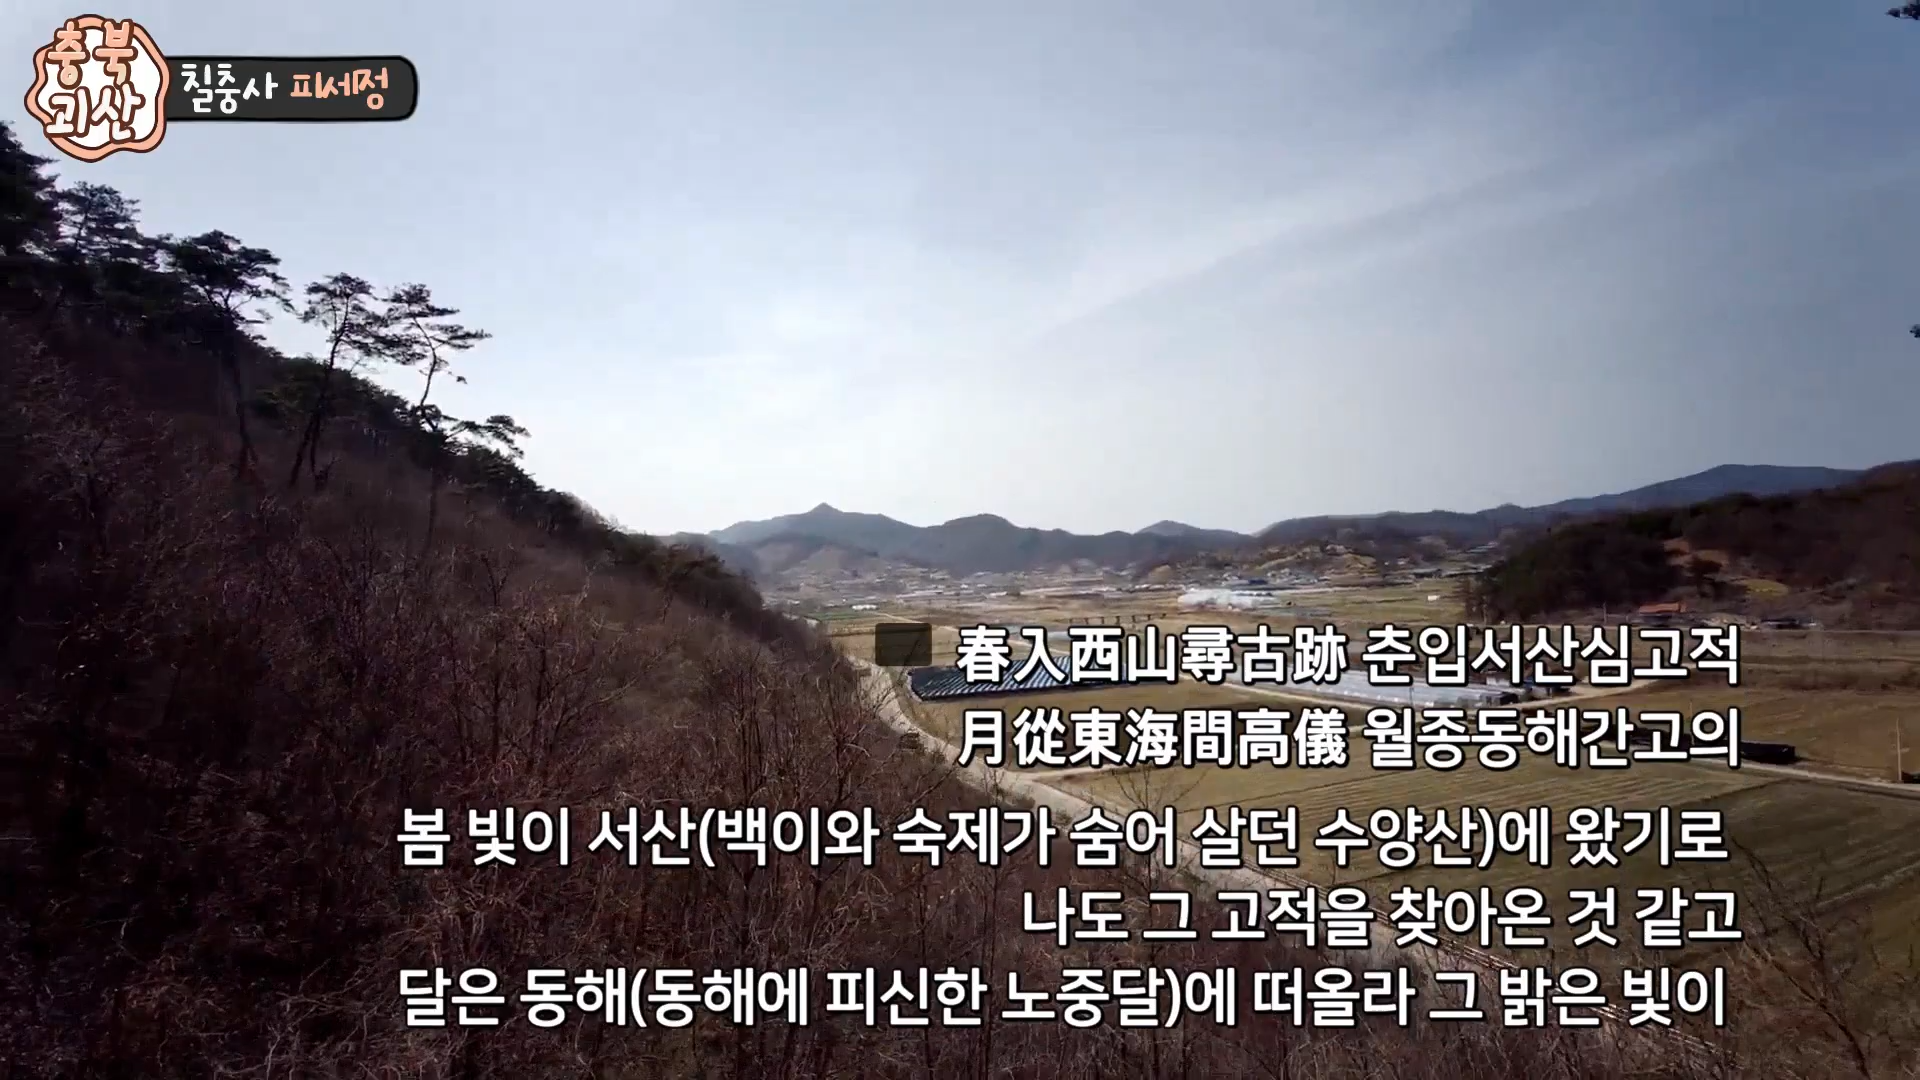 충북
괴산
칠충사 피세정
春入西山尋古跡 춘입서산심고적
月從東海間高儀 월종동해간고의
봄 빛이 서산(백이와 숙제가 숨어 살던 수양산)에 왔기로
나도 그 고적을 찾아온 것 같고
달은 동해(동해에 피신한 노중달)에 떠올라 그 밝은 빛이